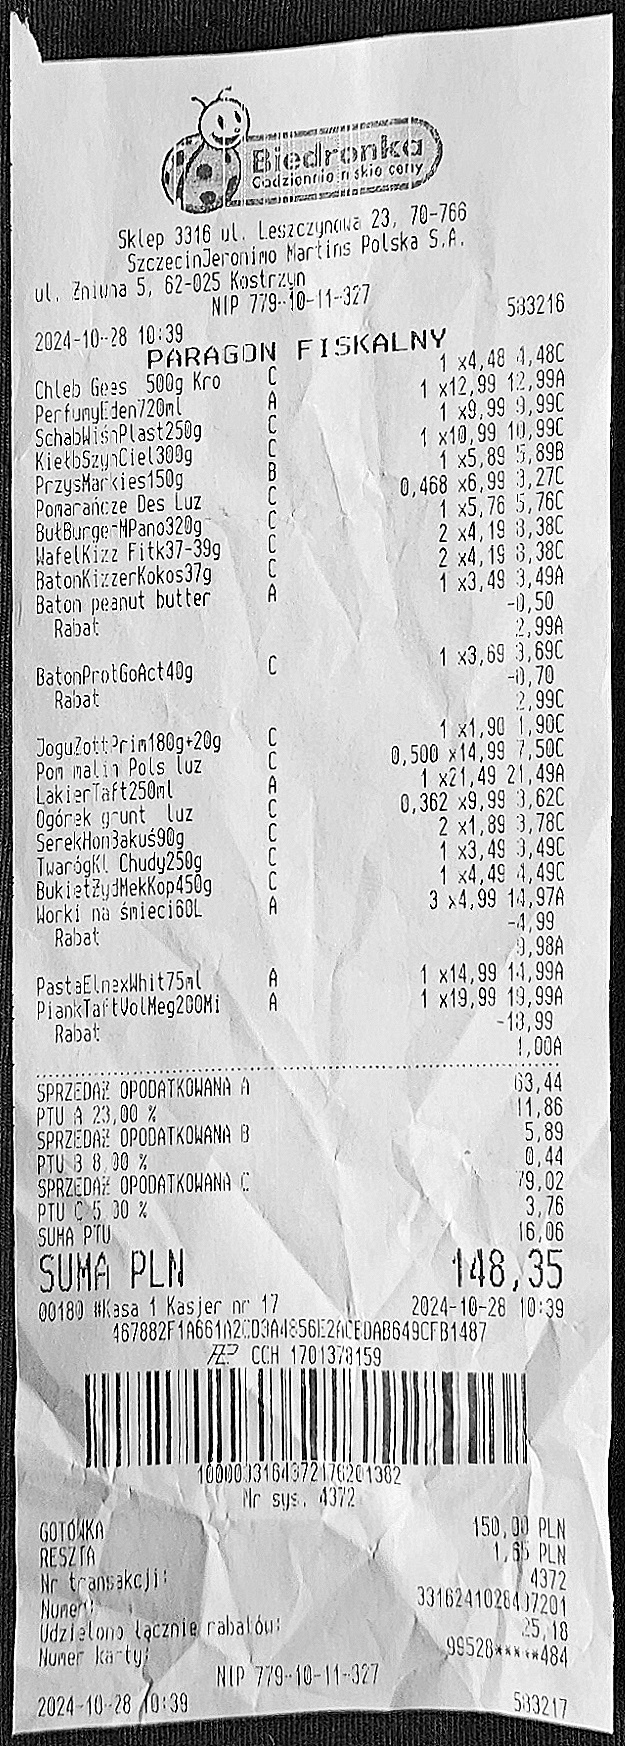 Biedronka
Codziennie niskie ceny
Sklep 3316 ul. Leszczynowa 23, 70-766
SzczecinJeronimo Martins Polska S.A.
ul. Żniwna 5, 62-025 Kostrzyn
NIP 779-10-11-327
2024-10-28 10:39 583216
PARAGON FISKALNY
Chleb Gees 500g Kro C 1 x4,48 4,48C
PerfumyEden720ml A 1 x12,99 12,99A
SchabWiśnPlast250g C 1 x9,99 9,99C
KiełbSzynCiel300g C 1 x10,99 10,99C
PrzysMarkies150g B 1 x5,89 5,89B
Pomarańcze Des Luz C 0,468 x6,99 3,27C
BułBurgerMPano320g C 1 x5,76 5,76C
WafelKizz Fitk37-39g C 2 x4,19 8,38C
BatonKizzerKokos37g C 2 x4,19 8,38C
Baton peanut butter A 1 x3,49 3,49A
Rabat -0,50
2,99A
BatonProtGoAct40g C 1 x3,69 3,69C
Rabat -0,70
2,99C
JoguZottPrim180g+20g C 1 x1,90 1,90C
Pom malin Pols luz C 0,500 x14,99 7,50C
LakierTaft250ml A 1 x21,49 21,49A
Ogórek grunt luz C 0,362 x9,99 3,62C
SerekHomBakuś90g C 2 x1,89 3,78C
TwarógKl Chudy250g C 1 x3,49 3,49C
BukietŻydMekKop450g C 1 x4,49 4,49C
Worki na śmieci60L A 3 x4,99 14,97A
Rabat -4,99
9,98A
PastaElmexWhit75ml A 1 x14,99 14,99A
PiankTaftVolMeg200Ml A 1 x19,99 19,99A
Rabat -18,99
1,00A
SPRZEDAŻ OPODATKOWANA A 63,44
PTU A 23,00 % 11,86
SPRZEDAŻ OPODATKOWANA B 5,89
PTU B 8,00 % 0,44
SPRZEDAŻ OPODATKOWANA C 79,02
PTU C 5,00 % 3,76
SUMA PTU 16,06
SUMA PLN 148,35
00180 #Kasa 1 Kasjer nr 17 2024-10-28 10:39
CCH 1701378159
Nr sys. 4372
GOTÓWKA 150,00 PLN
RESZTA 1,65 PLN
Nr transakcji: 4372
Numer: 
Udzielono łącznie rabatów: 25,18
Numer karty: 99528*****484
NIP 779-10-11-327
2024-10-28 10:39 583217